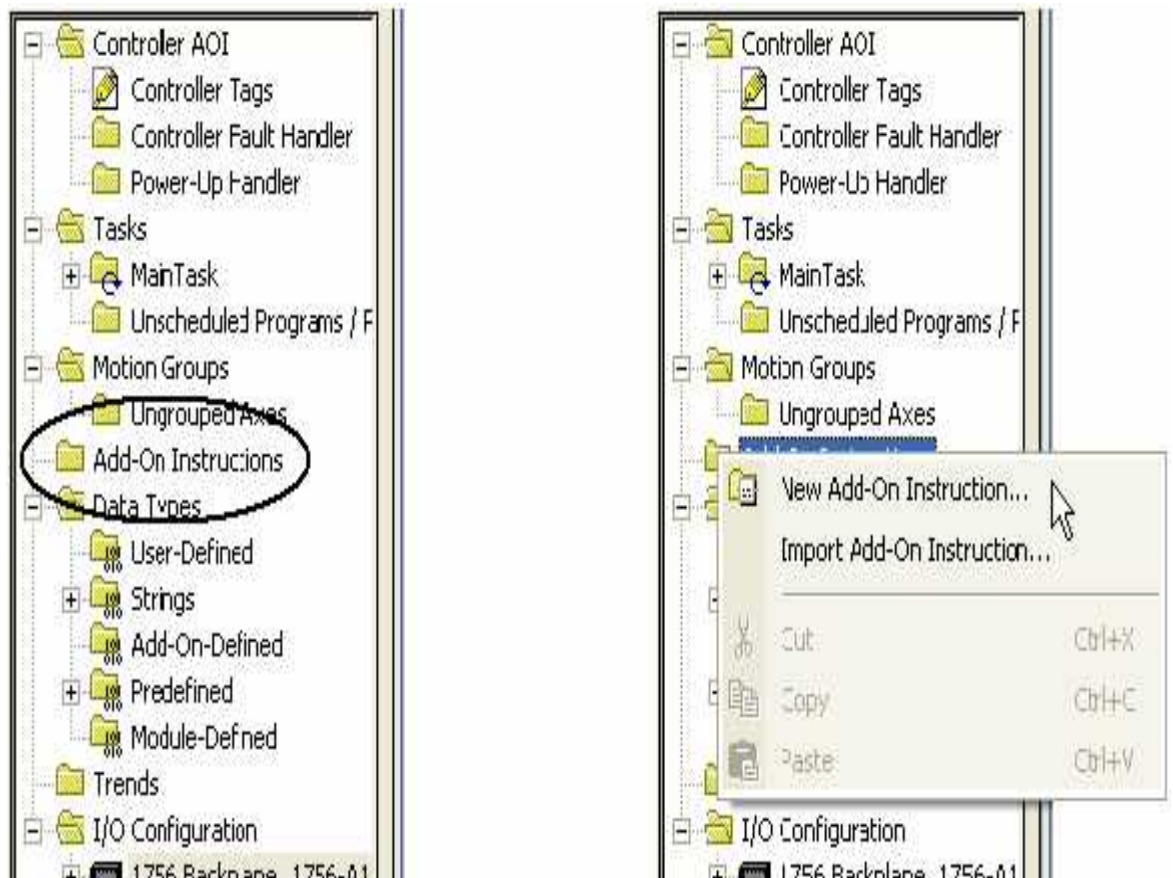 Controler AOI
Controller Tags
Controller Fault Handler
Power-Up Handler
Tasks
MainTask
Unscheduled Programs / F
Motion Groups
Ungrouped Axes
Add-On Instructions
Data Types
User-Defined
Strings
Add-On-Defined
Predefined
Module-Defined
Trends
I/O Configuration
1756 Backplane, 1756-A1
Controller AOI
Controller Tags
Controller Fault Handler
Power-Up Handler
Tasks
MainTask
Unscheduled Programs / F
Motion Groups
Ungrouped Axes
New Add-On Instruction...
Import Add-On Instruction...
Cut Ctrl+X
Copy Ctrl+C
Paste Ctrl+V
I/O Configuration
1756 Backplane, 1756-A1